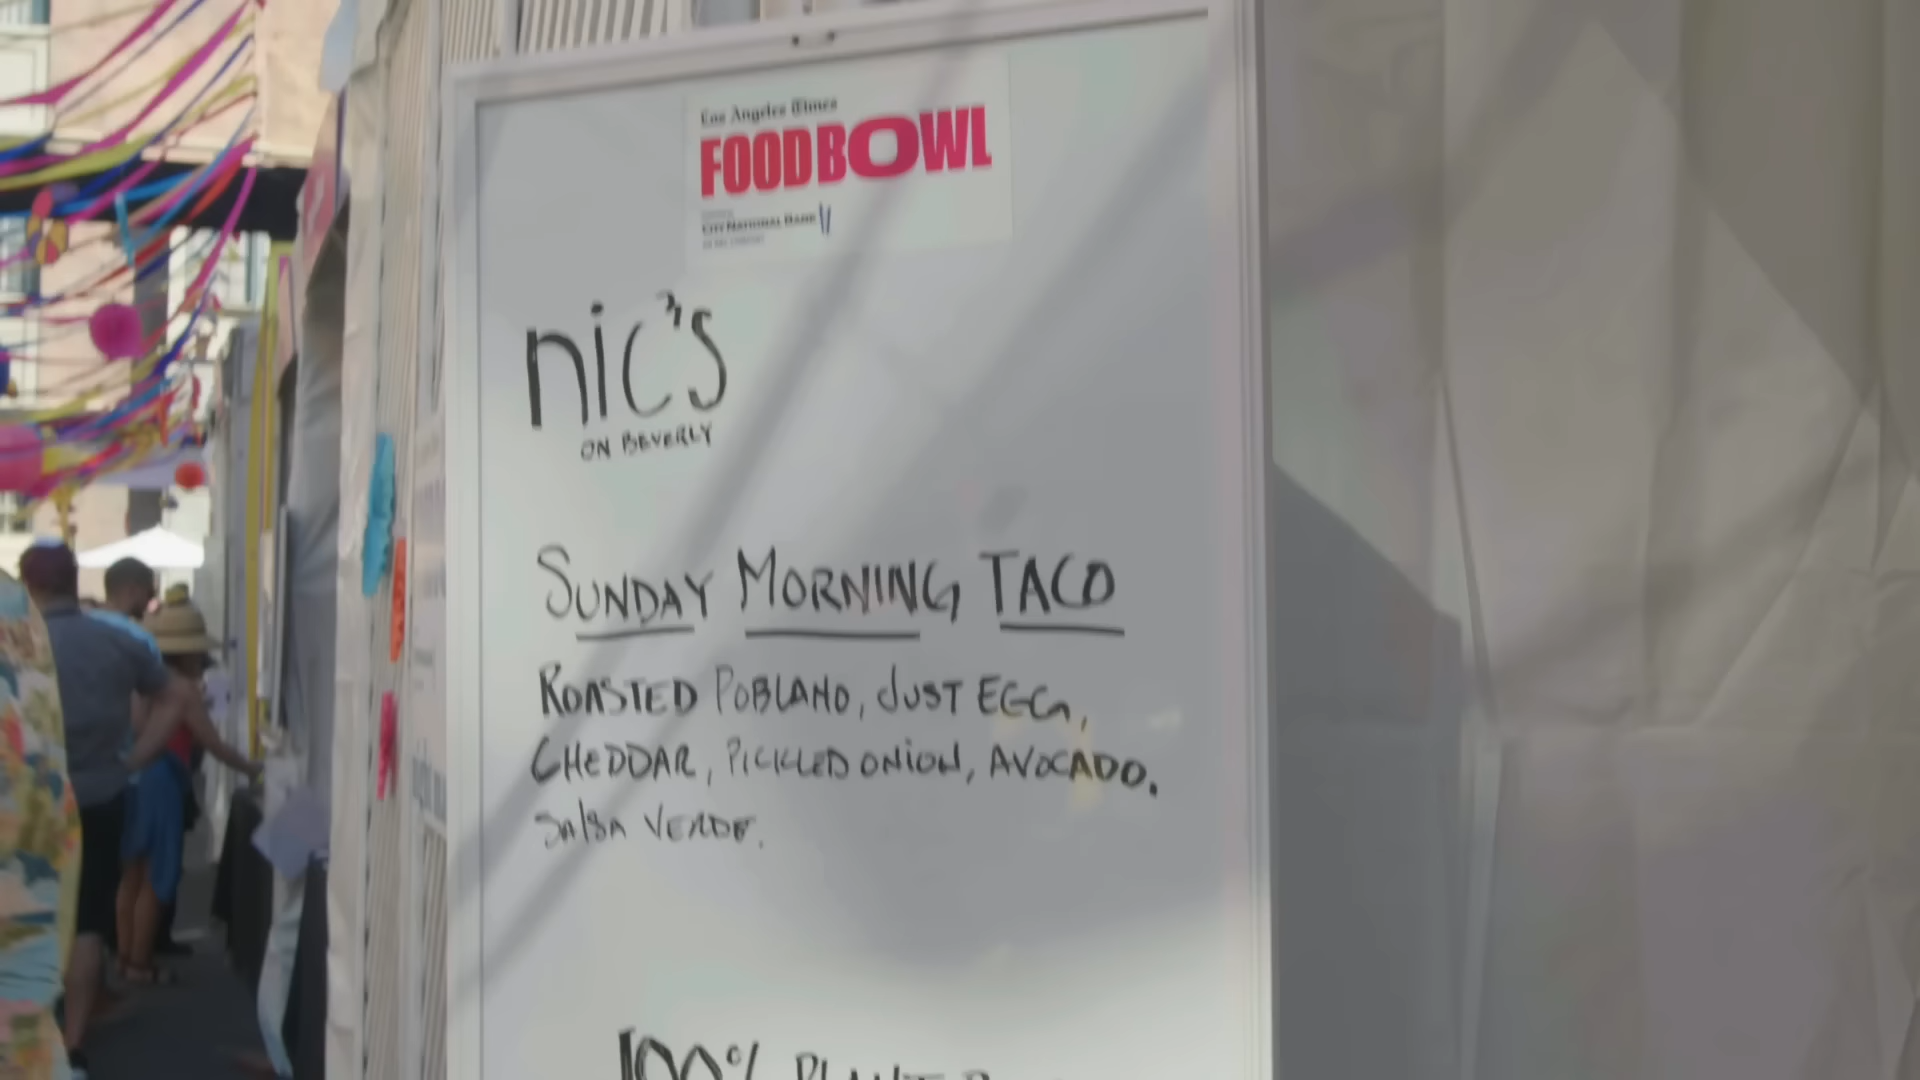 Los Angeles Times
FOODBOWL
CITY NATIONAL BANK
nic's
ON BEVERLY
SUNDAY MORNING TACO
ROASTED POBLANO, JUST EGG,
CHEDDAR, PICKLED ONION, AVOCADO.
SALSA VERDE.
100%